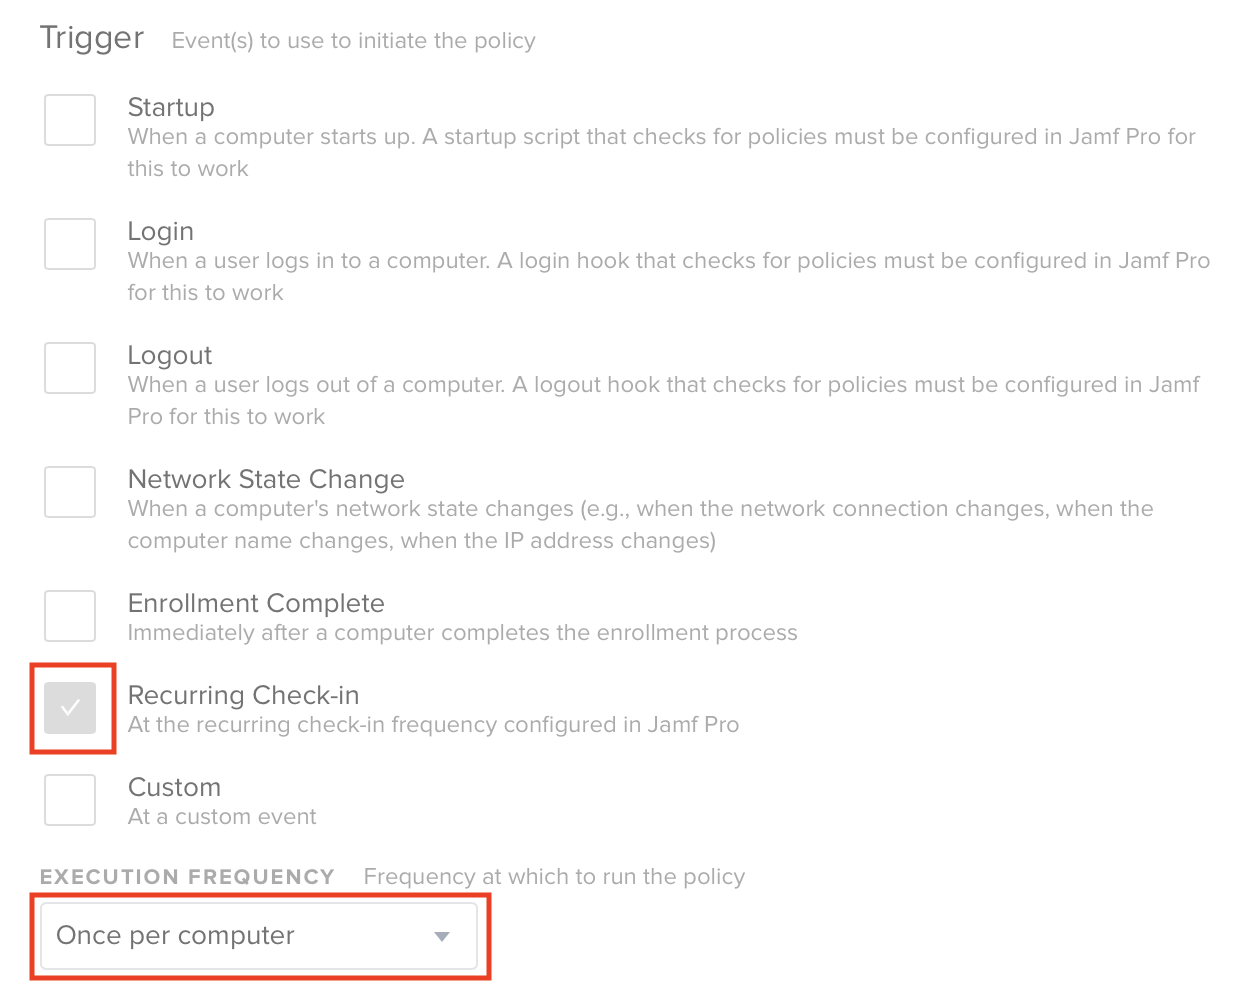 Trigger Event(s) to use to initiate the policy
Startup
When a computer starts up. A startup script that checks for policies must be configured in Jamf Pro for
this to work
Login
When a user logs in to a computer. A login hook that checks for policies must be configured in Jamf Pro
for this to work
Logout
When a user logs out of a computer. A logout hook that checks for policies must be configured in Jamf
Pro for this to work
Network State Change
When a computer's network state changes (e.g., when the network connection changes, when the
computer name changes, when the IP address changes)
Enrollment Complete
Immediately after a computer completes the enrollment process
Recurring Check-in
At the recurring check-in frequency configured in Jamf Pro
Custom
At a custom event
EXECUTION FREQUENCY Frequency at which to run the policy
Once per computer